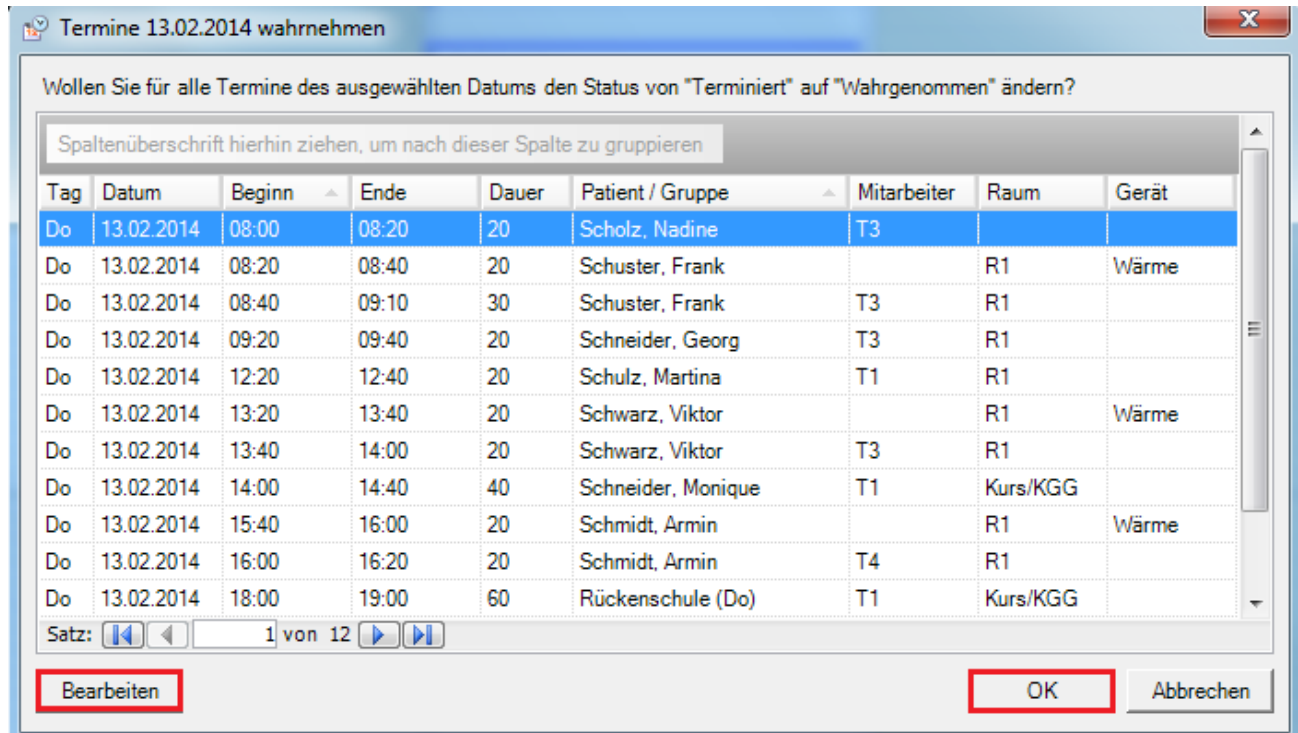 Termine 13.02.2014 wahrnehmen
Wollen Sie für alle Termine des ausgewählten Datums den Status von "Terminiert" auf "Wahrgenommen" ändern?
Spaltenüberschrift hierhin ziehen, um nach dieser Spalte zu gruppieren
Tag Datum Beginn Ende Dauer Patient / Gruppe Mitarbeiter Raum Gerät
Do 13.02.2014 08:00 08:20 20 Scholz, Nadine T3
Do 13.02.2014 08:20 08:40 20 Schuster, Frank R1 Wärme
Do 13.02.2014 08:40 09:10 30 Schuster, Frank T3 R1
Do 13.02.2014 09:20 09:40 20 Schneider, Georg T3 R1
Do 13.02.2014 12:20 12:40 20 Schulz, Martina T1 R1
Do 13.02.2014 13:20 13:40 20 Schwarz, Viktor R1 Wärme
Do 13.02.2014 13:40 14:00 20 Schwarz, Viktor T3 R1
Do 13.02.2014 14:00 14:40 40 Schneider, Monique T1 Kurs/KGG
Do 13.02.2014 15:40 16:00 20 Schmidt, Armin R1 Wärme
Do 13.02.2014 16:00 16:20 20 Schmidt, Armin T4 R1
Do 13.02.2014 18:00 19:00 60 Rückenschule (Do) T1 Kurs/KGG
Satz: 1 von 12
Bearbeiten OK Abbrechen